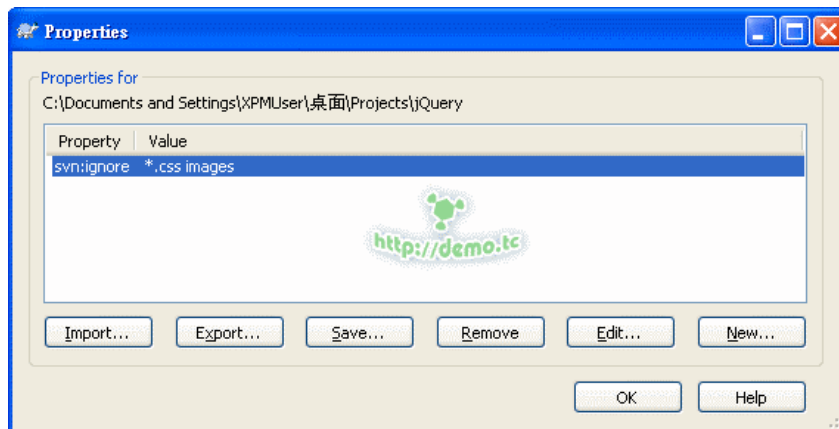 Properties
Properties for
C:\Documents and Settings\XPMUser\桌面\Projects\jQuery
Property Value
svn:ignore *.css images
http://demo.tc
Import... Export... Save... Remove Edit... New...
OK Help